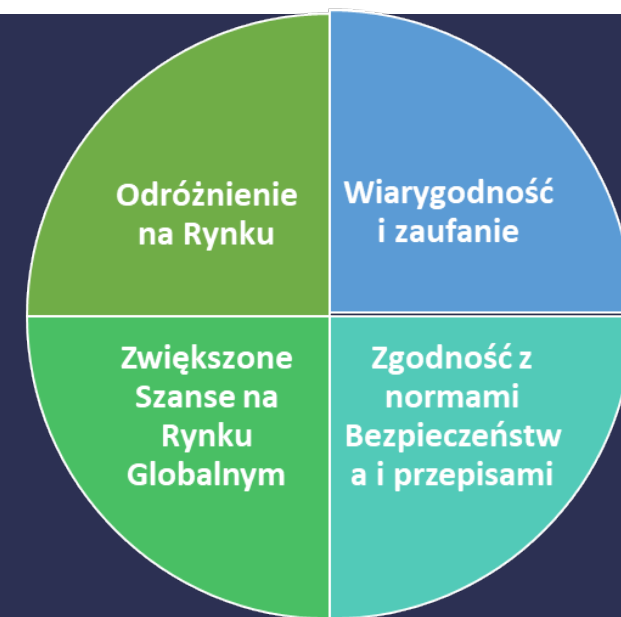 Odróżnienie
na Rynku
Wiarygodność
i zaufanie
Zwiększone
Szanse na
Rynku
Globalnym
Zgodność z
normami
Bezpieczeństw
a i przepisami